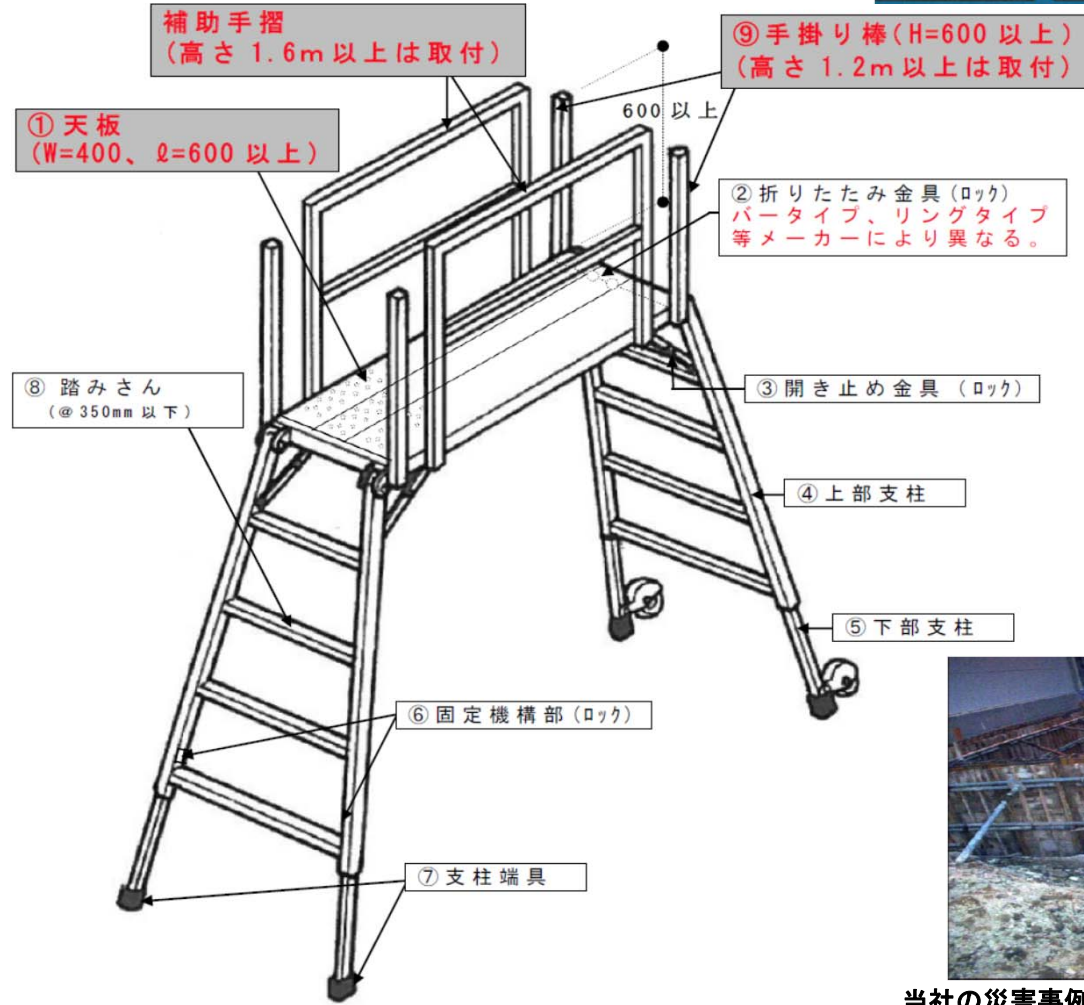 補助手摺
(高さ 1.6m 以上は取付)
⑨手掛り棒(H=600 以上)
(高さ 1.2m 以上は取付)
600 以上
①天板
(W=400、ℓ=600 以上)
②折りたたみ金具(ﾛｯｸ)
バータイプ、リングタイプ
等メーカーにより異なる。
⑧ 踏みさん
(@350mm 以下)
③開き止め金具 (ﾛｯｸ)
④上部支柱
⑤下部支柱
⑥固定機構部(ﾛｯｸ)
⑦支柱端具
当社の災害事例